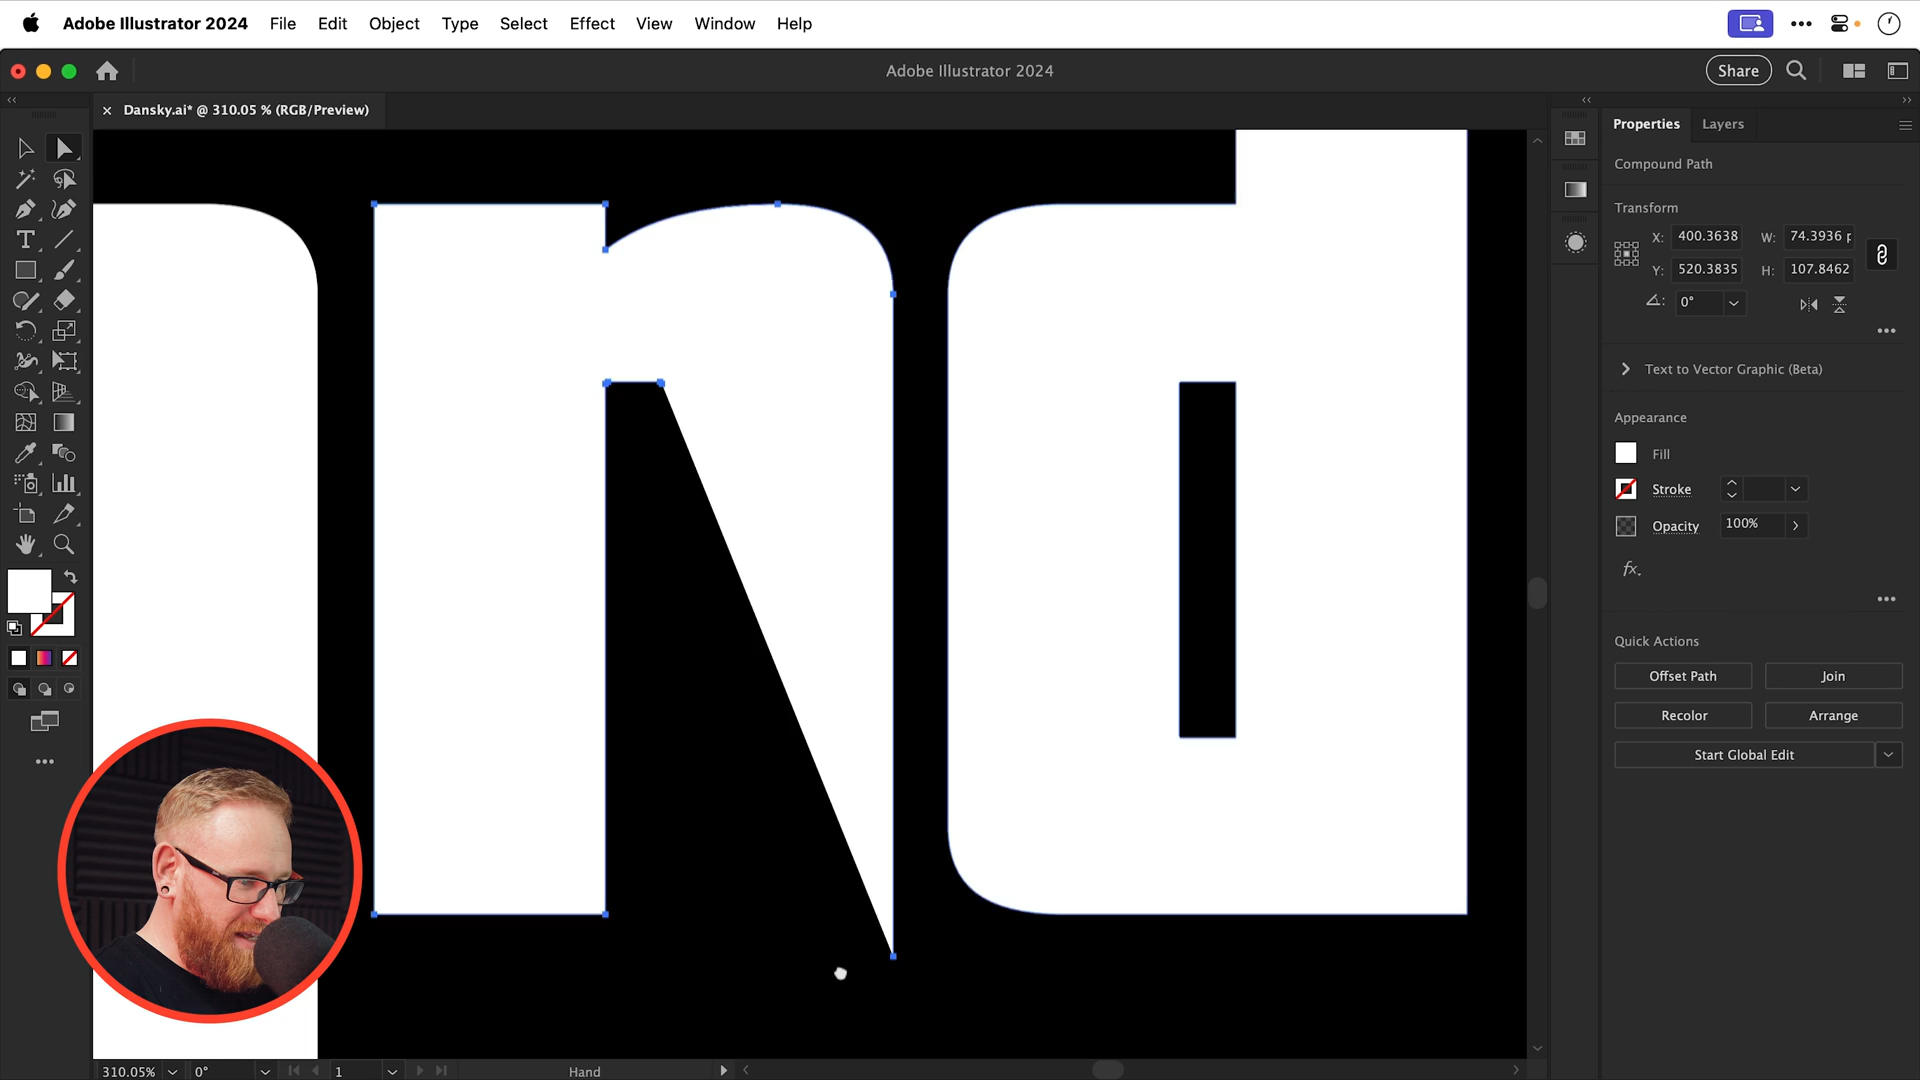 Adobe Illustrator 2024 File Edit Object Type Select Effect View Window Help
Adobe Illustrator 2024
Share
Dansky.ai* @ 310.05 % (RGB/Preview)
Properties Layers
Compound Path
Transform
X: 400.3638 W: 74.3936 p
Y: 520.3835 H: 107.8462
0°
Text to Vector Graphic (Beta)
Appearance
Fill
Stroke
Opacity 100%
fx
Quick Actions
Offset Path Join
Recolor Arrange
Start Global Edit
nd
310.05% 0° 1 Hand